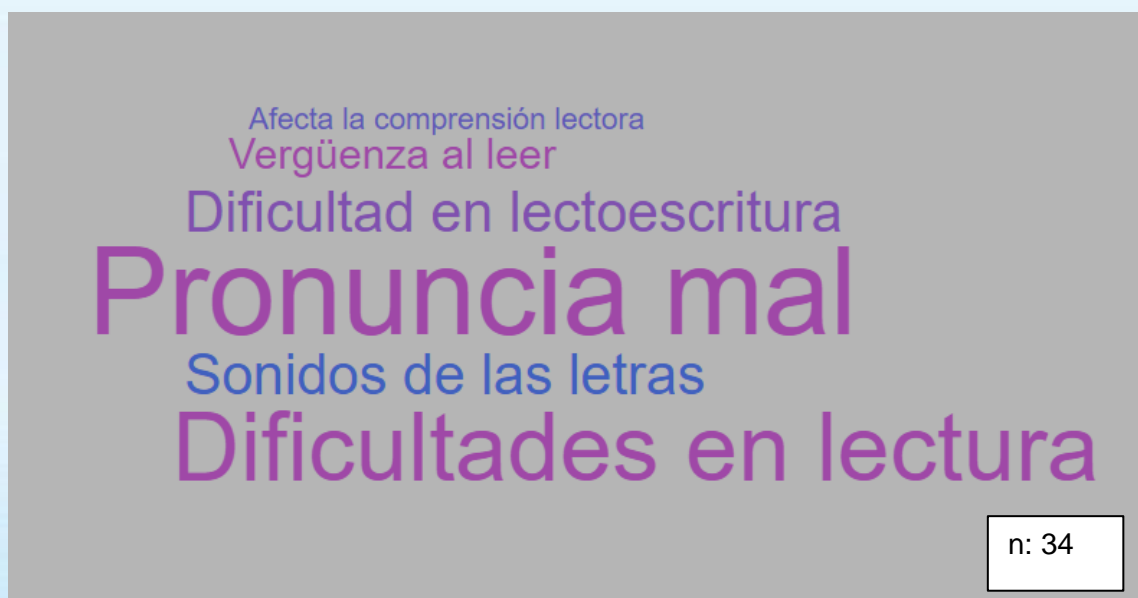 Afecta la comprensión lectora
Vergüenza al leer
Dificultad en lectoescritura
Pronuncia mal
Sonidos de las letras
Dificultades en lectura
n: 34